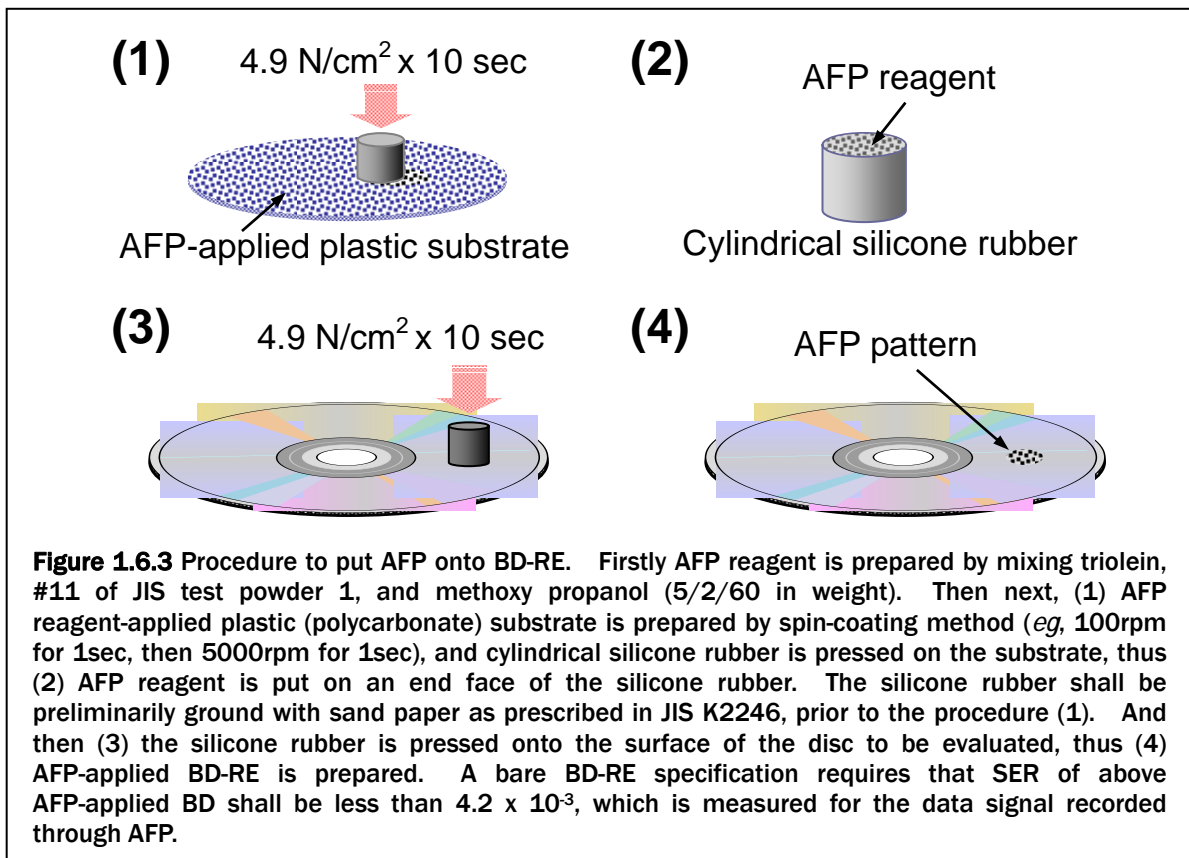 (1)
4.9 N/cm² x 10 sec
AFP-applied plastic substrate
(2)
AFP reagent
Cylindrical silicone rubber
(3)
4.9 N/cm² x 10 sec
(4)
AFP pattern
Figure 1.6.3 Procedure to put AFP onto BD-RE. Firstly AFP reagent is prepared by mixing triolein,
#11 of JIS test powder 1, and methoxy propanol (5/2/60 in weight). Then next, (1) AFP
reagent-applied plastic (polycarbonate) substrate is prepared by spin-coating method (eg, 100rpm
for 1sec, then 5000rpm for 1sec), and cylindrical silicone rubber is pressed on the substrate, thus
(2) AFP reagent is put on an end face of the silicone rubber. The silicone rubber shall be
preliminarily ground with sand paper as prescribed in JIS K2246, prior to the procedure (1). And
then (3) the silicone rubber is pressed onto the surface of the disc to be evaluated, thus (4)
AFP-applied BD-RE is prepared. A bare BD-RE specification requires that SER of above
AFP-applied BD shall be less than 4.2 x 10⁻³, which is measured for the data signal recorded
through AFP.